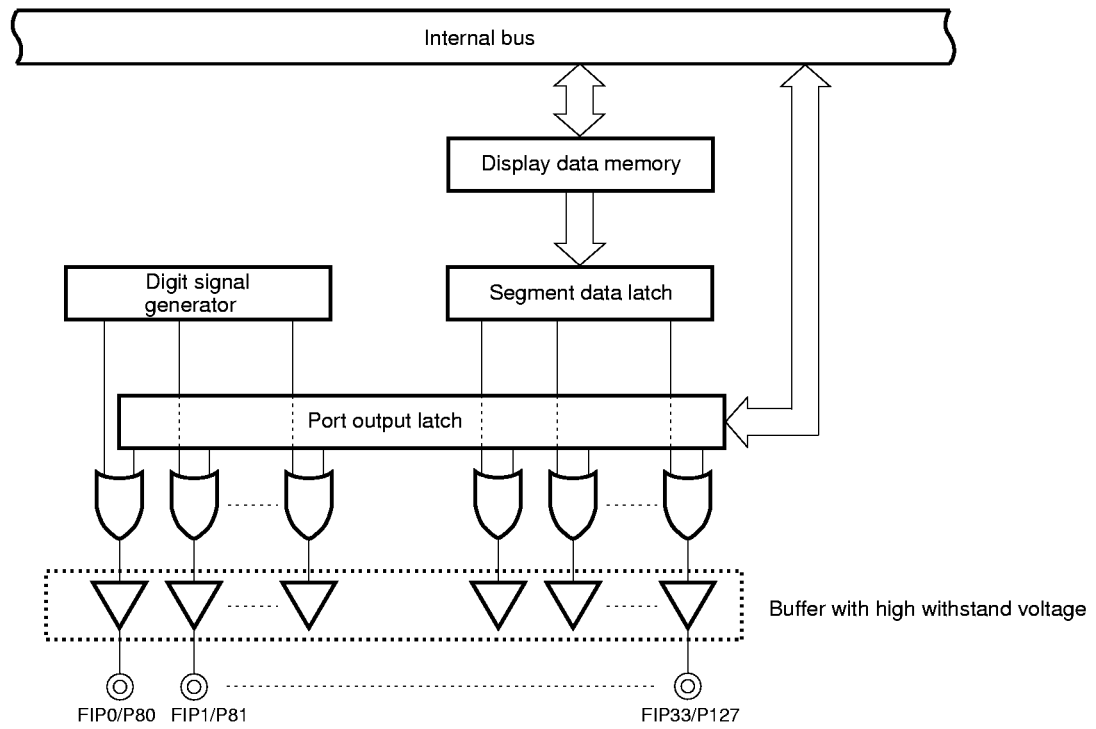 Internal bus
Display data memory
Digit signal
generator
Segment data latch
Port output latch
Buffer with high withstand voltage
FIP0/P80
FIP1/P81
FIP33/P127